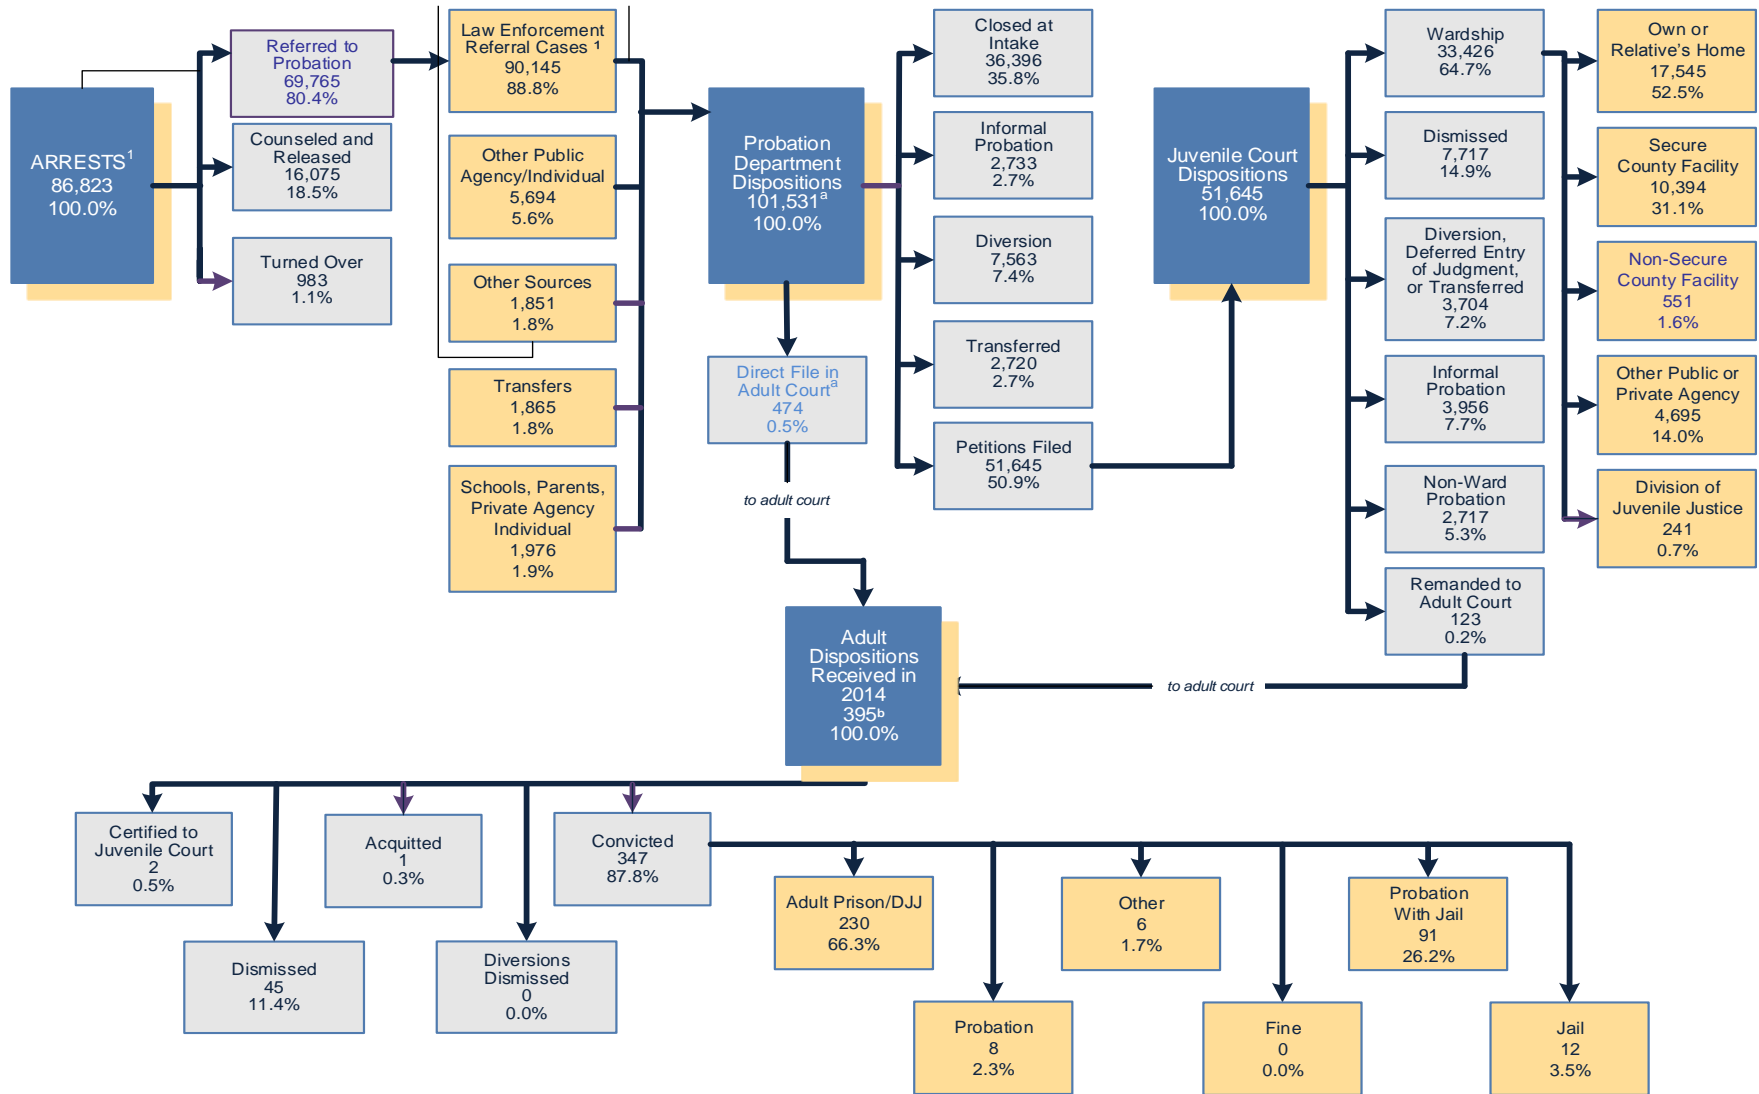 ARRESTS1
86,823
100.0%
Referred to
Probation
69,765
80.4%
Counseled and
Released
16,075
18.5%
Turned Over
983
1.1%
Law Enforcement
Referral Cases 1
90,145
88.8%
Other Public
Agency/Individual
5,694
5.6%
Other Sources
1,851
1.8%
Transfers
1,865
1.8%
Schools, Parents,
Private Agency
Individual
1,976
1.9%
Probation
Department
Dispositions
101,531a
100.0%
Direct File in
Adult Courta
474
0.5%
to adult court
Closed at
Intake
36,396
35.8%
Informal
Probation
2,733
2.7%
Diversion
7,563
7.4%
Transferred
2,720
2.7%
Petitions Filed
51,645
50.9%
Juvenile Court
Dispositions
51,645
100.0%
Wardship
33,426
64.7%
Dismissed
7,717
14.9%
Diversion,
Deferred Entry
of Judgment,
or Transferred
3,704
7.2%
Informal
Probation
3,956
7.7%
Non-Ward
Probation
2,717
5.3%
Remanded to
Adult Court
123
0.2%
to adult court
Own or
Relative's Home
17,545
52.5%
Secure
County Facility
10,394
31.1%
Non-Secure
County Facility
551
1.6%
Other Public or
Private Agency
4,695
14.0%
Division of
Juvenile Justice
241
0.7%
Adult
Dispositions
Received in
2014
395b
100.0%
Certified to
Juvenile Court
2
0.5%
Dismissed
45
11.4%
Acquitted
1
0.3%
Diversions
Dismissed
0
0.0%
Convicted
347
87.8%
Adult Prison/DJJ
230
66.3%
Probation
8
2.3%
Other
6
1.7%
Fine
0
0.0%
Probation
With Jail
91
26.2%
Jail
12
3.5%